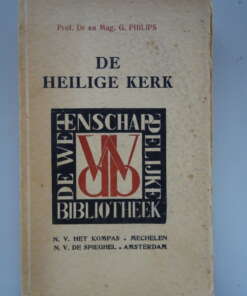 Prof. Dr en Mag. G. PHILIPS
DE
HEILIGE KERK
DE WETENSCHAPPELIJKE
BIBLIOTHEEK
N. V. HET KOMPAS - MECHELEN
N. V. DE SPIEGHEL - AMSTERDAM